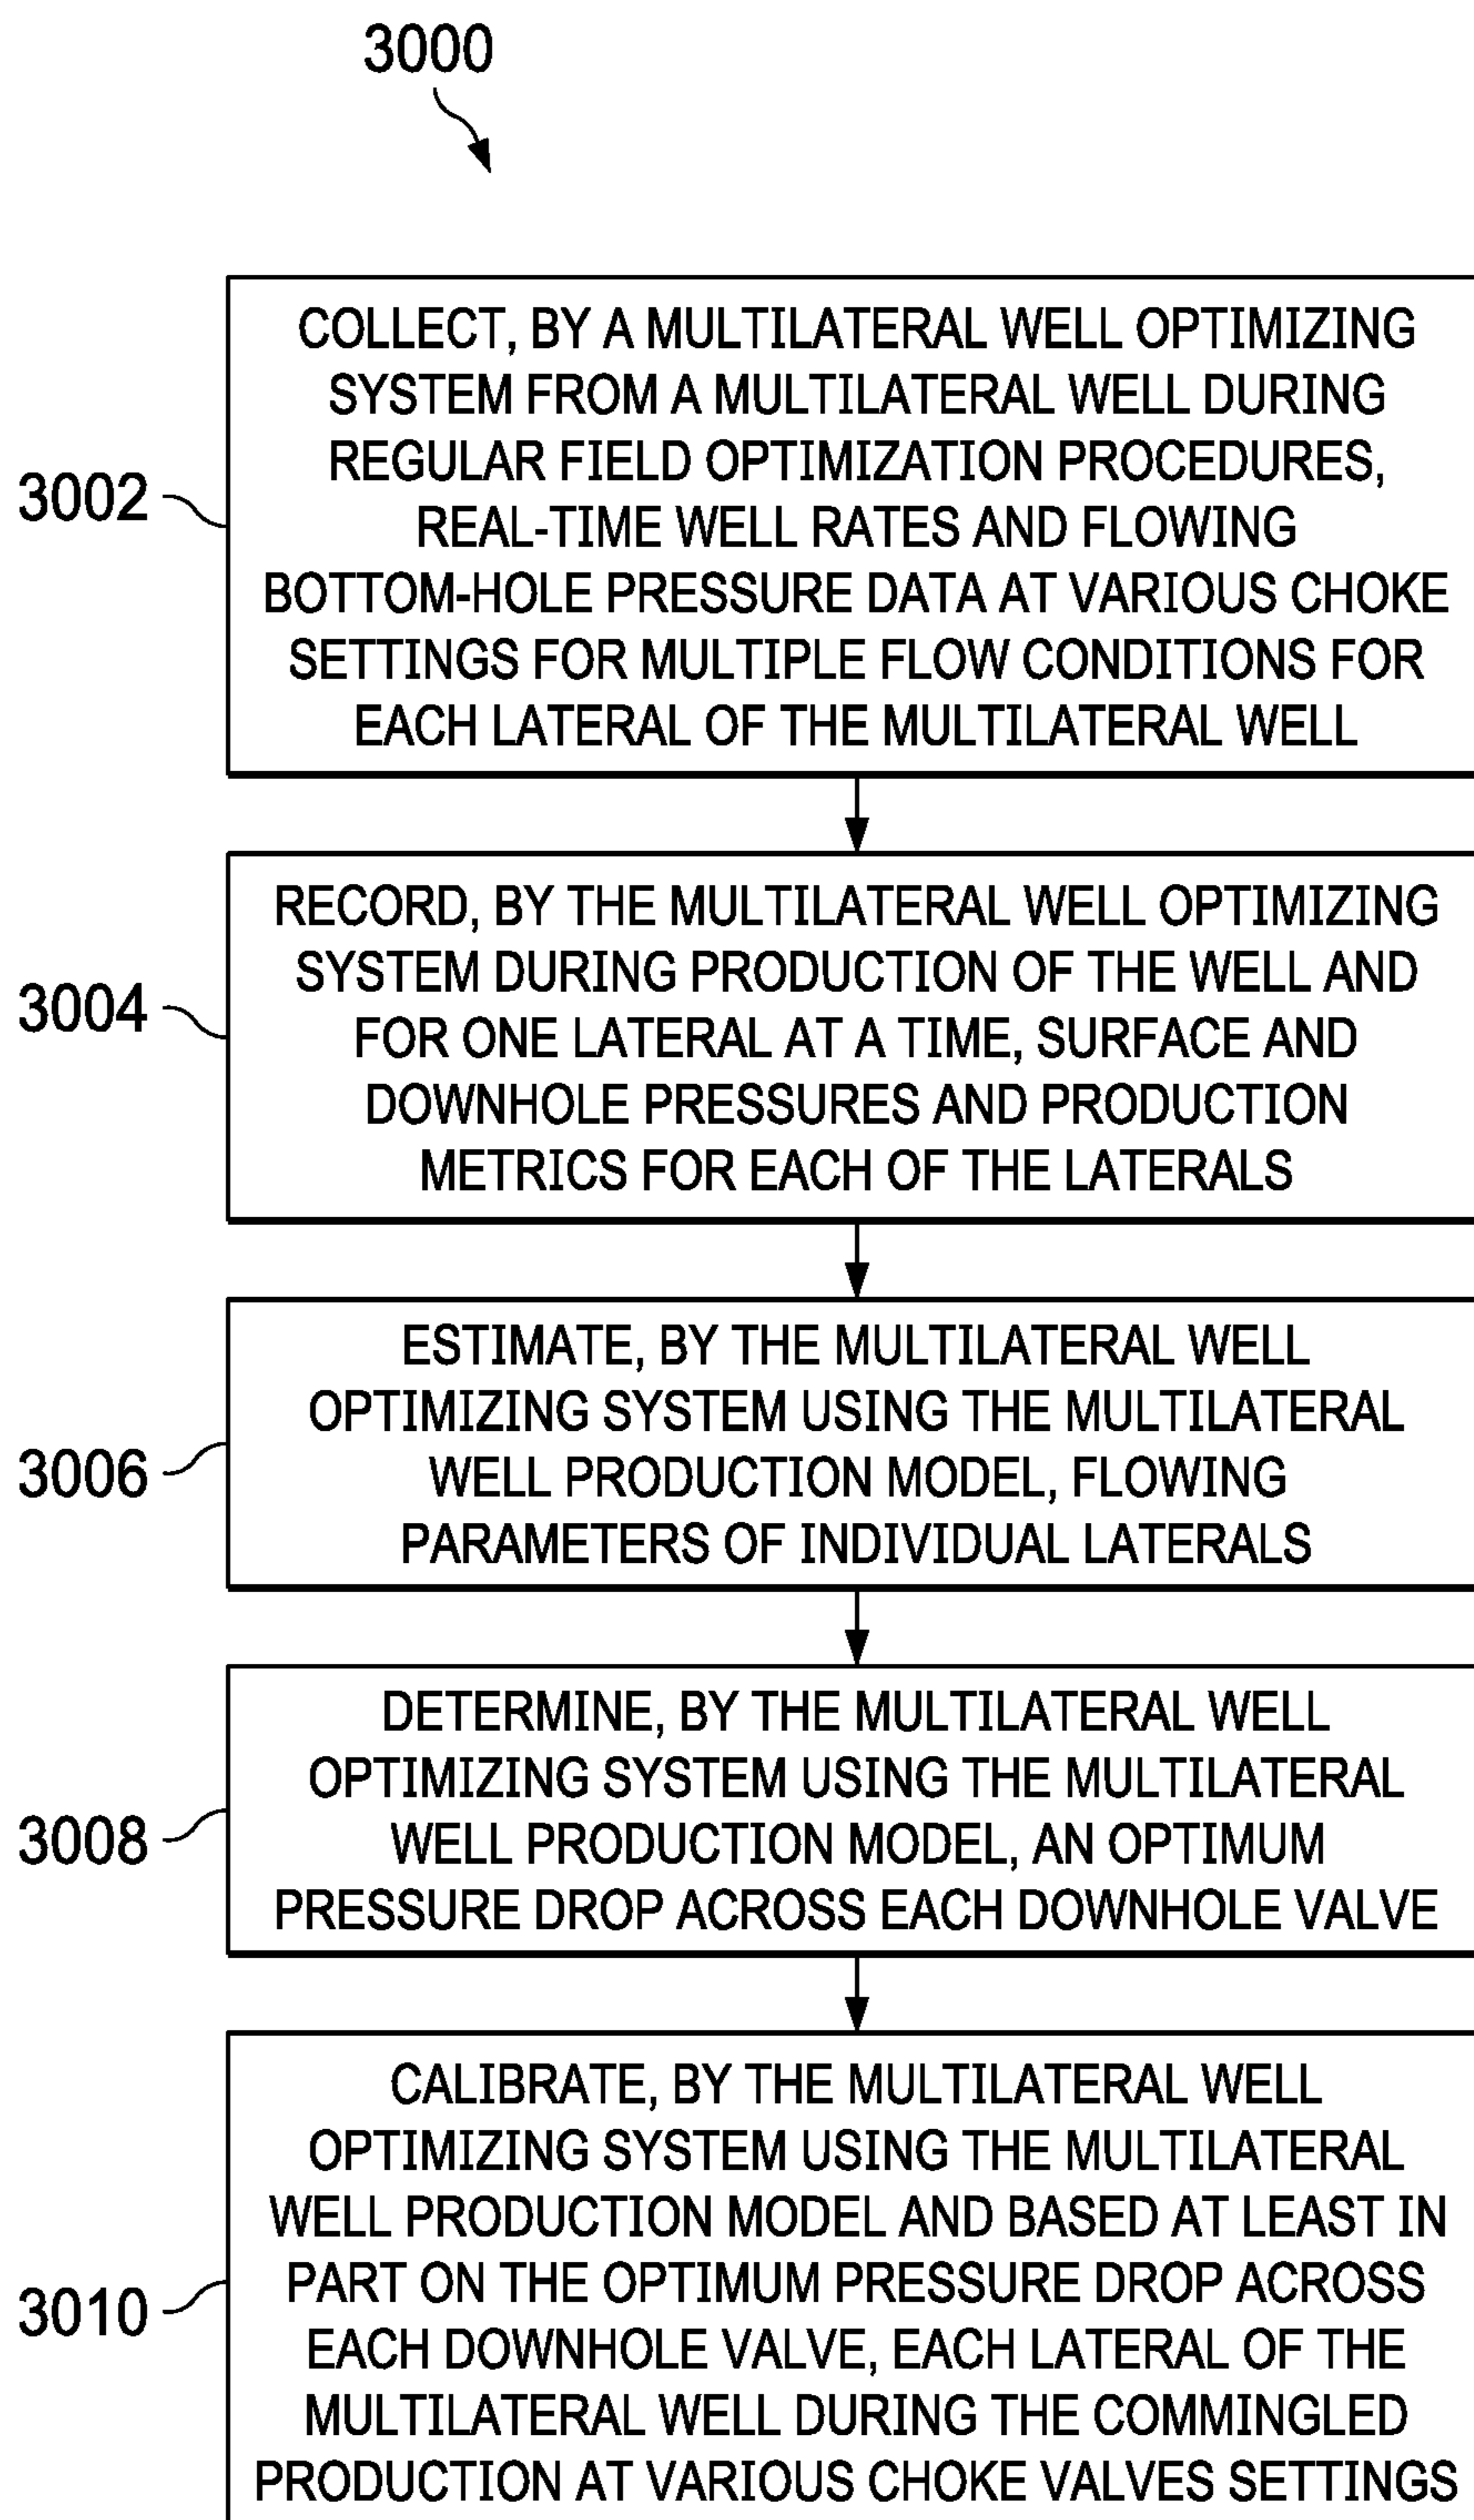 3000
3002
COLLECT, BY A MULTILATERAL WELL OPTIMIZING
SYSTEM FROM A MULTILATERAL WELL DURING
REGULAR FIELD OPTIMIZATION PROCEDURES,
REAL-TIME WELL RATES AND FLOWING
BOTTOM-HOLE PRESSURE DATA AT VARIOUS CHOKE
SETTINGS FOR MULTIPLE FLOW CONDITIONS FOR
EACH LATERAL OF THE MULTILATERAL WELL
3004
RECORD, BY THE MULTILATERAL WELL OPTIMIZING
SYSTEM DURING PRODUCTION OF THE WELL AND
FOR ONE LATERAL AT A TIME, SURFACE AND
DOWNHOLE PRESSURES AND PRODUCTION
METRICS FOR EACH OF THE LATERALS
3006
ESTIMATE, BY THE MULTILATERAL WELL
OPTIMIZING SYSTEM USING THE MULTILATERAL
WELL PRODUCTION MODEL, FLOWING
PARAMETERS OF INDIVIDUAL LATERALS
3008
DETERMINE, BY THE MULTILATERAL WELL
OPTIMIZING SYSTEM USING THE MULTILATERAL
WELL PRODUCTION MODEL, AN OPTIMUM
PRESSURE DROP ACROSS EACH DOWNHOLE VALVE
3010
CALIBRATE, BY THE MULTILATERAL WELL
OPTIMIZING SYSTEM USING THE MULTILATERAL
WELL PRODUCTION MODEL AND BASED AT LEAST IN
PART ON THE OPTIMUM PRESSURE DROP ACROSS
EACH DOWNHOLE VALVE, EACH LATERAL OF THE
MULTILATERAL WELL DURING THE COMMINGLED
PRODUCTION AT VARIOUS CHOKE VALVES SETTINGS